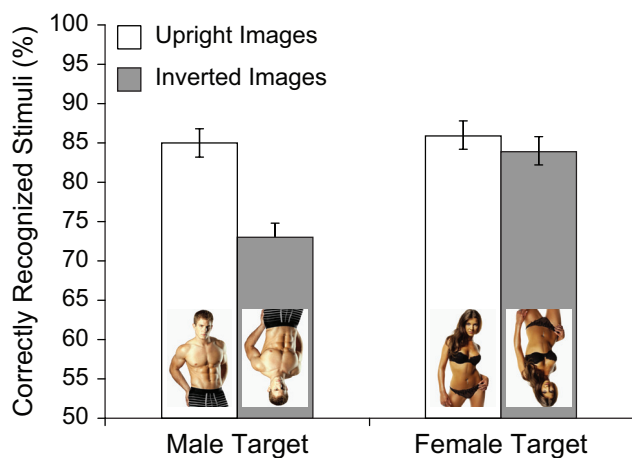 Correctly Recognized Stimuli (%)
100
95
90
85
80
75
70
65
60
55
50
Upright Images
Inverted Images
Male Target
Female Target